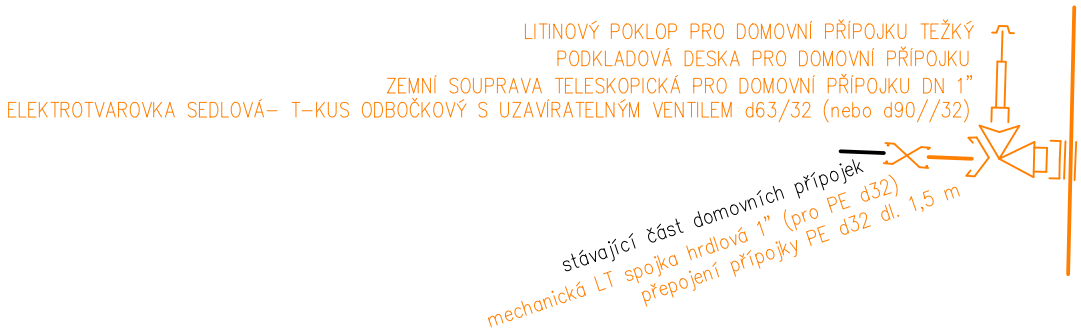 LITINOVÝ POKLOP PRO DOMOVNÍ PŘÍPOJKU TEŽKÝ
PODKLADOVÁ DESKA PRO DOMOVNÍ PŘÍPOJKU
ZEMNÍ SOUPRAVA TELESKOPICKÁ PRO DOMOVNÍ PŘÍPOJKU DN 1"
ELEKTROTVAROVKA SEDLOVÁ- T-KUS ODBOČKOVÝ S UZAVÍRATELNÝM VENTILEM d63/32 (nebo d90//32)
stávající část domovních přípojek
mechanická LT spojka hrdlová 1" (pro PE d32)
přepojení přípojky PE d32 dl. 1,5 m